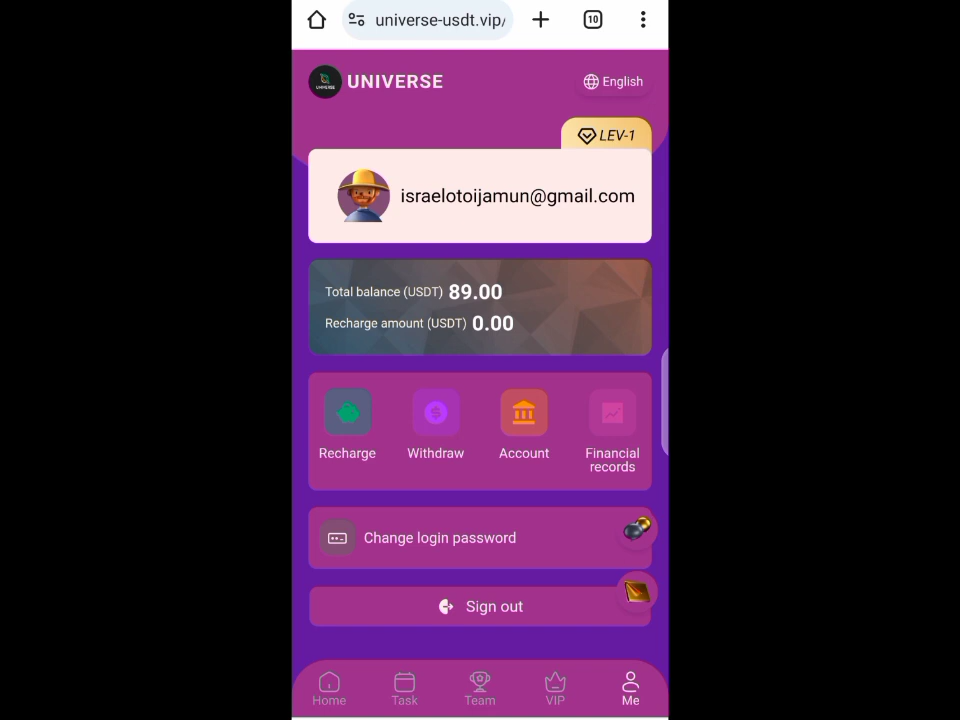 10
universe-usdt.vip/
UNIVERSE
UNIVERSE
English
LEV-1
israelotoijamun@gmail.com
Total balance (USDT) 89.00
Recharge amount (USDT) 0.00
Recharge
Withdraw
Account
Financial
records
Change login password
Sign out
Home
Task
Team
VIP
Me